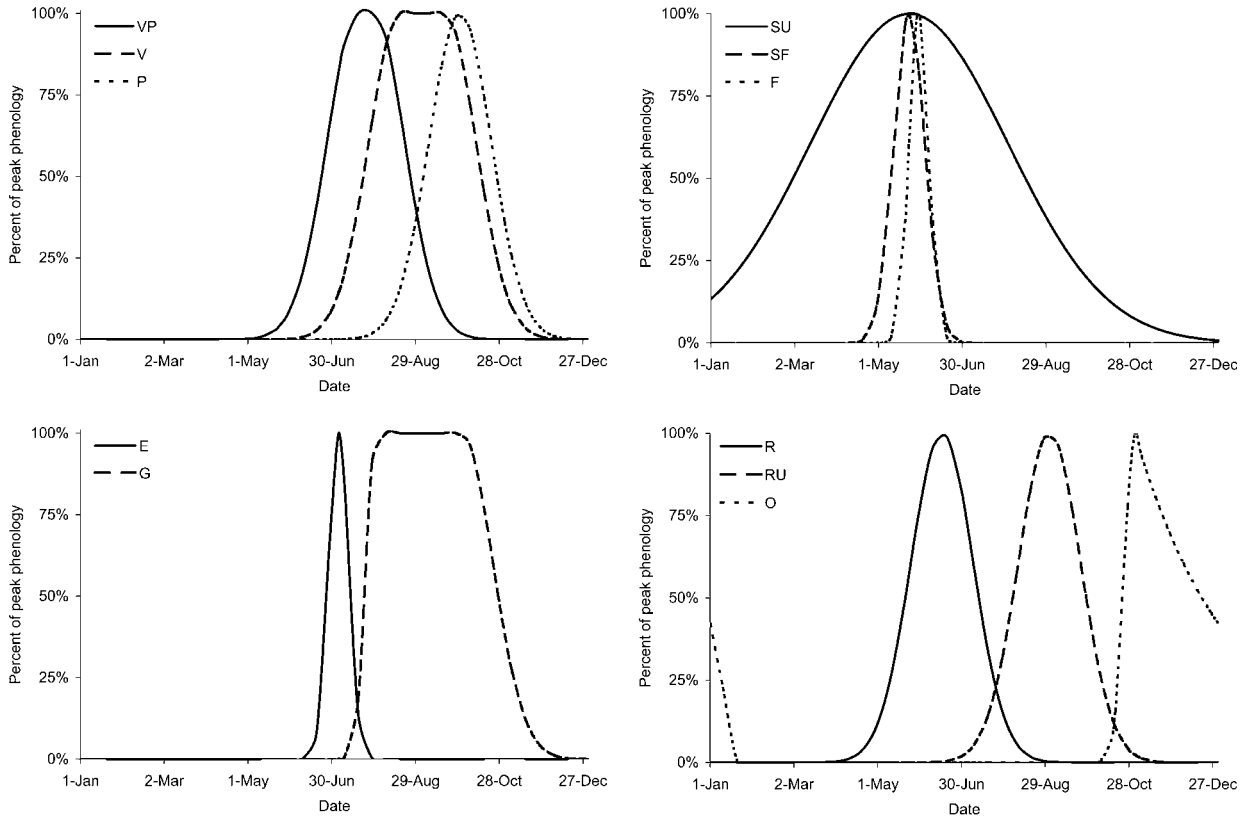 VP
V
P
Percent of peak phenology
100%
75%
50%
25%
0%
1-Jan
2-Mar
1-May
30-Jun
29-Aug
28-Oct
27-Dec
Date
SU
SF
F
Percent of peak phenology
100%
75%
50%
25%
0%
1-Jan
2-Mar
1-May
30-Jun
29-Aug
28-Oct
27-Dec
Date
E
G
Percent of peak phenology
100%
75%
50%
25%
0%
1-Jan
2-Mar
1-May
30-Jun
29-Aug
28-Oct
27-Dec
Date
R
RU
O
Percent of peak phenology
100%
75%
50%
25%
0%
1-Jan
2-Mar
1-May
30-Jun
29-Aug
28-Oct
27-Dec
Date